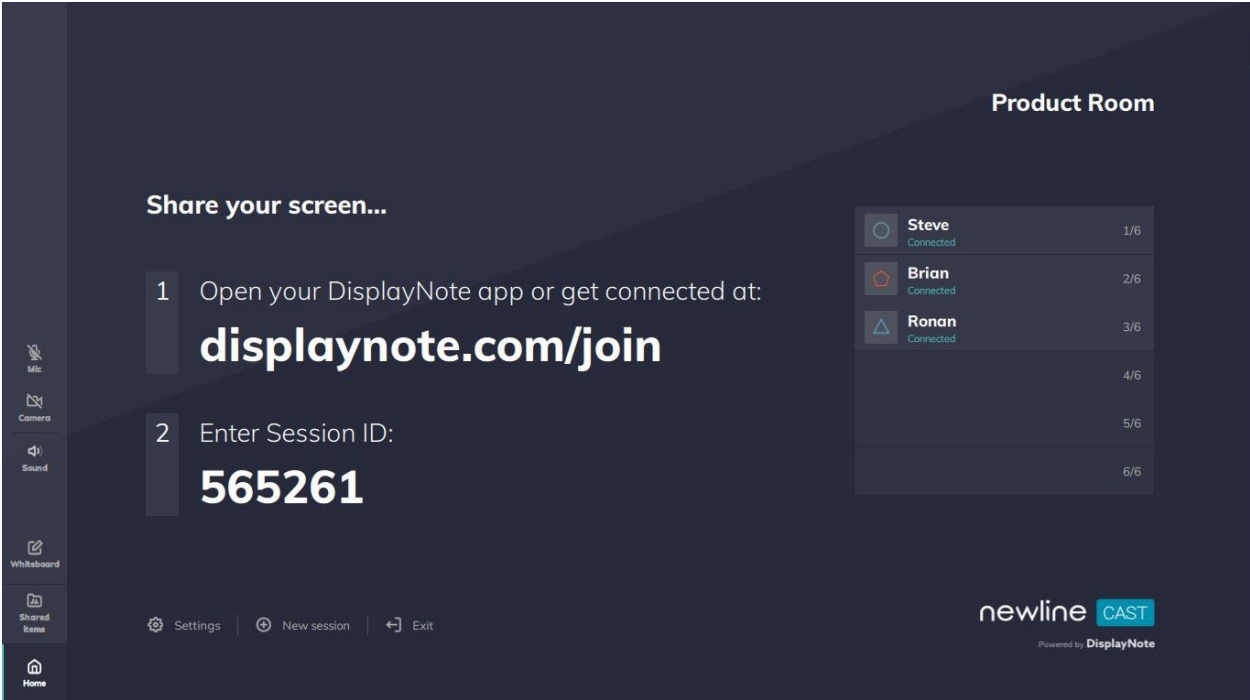 Product Room
Share your screen...
1 Open your DisplayNote app or get connected at:
displaynote.com/join
2 Enter Session ID:
565261
Steve
Connected
1/6
Brian
Connected
2/6
Ronan
Connected
3/6
4/6
5/6
6/6
Mic
Camera
Sound
Whiteboard
Shared
Items
Home
Settings
New session
Exit
newline CAST
Powered by DisplayNote